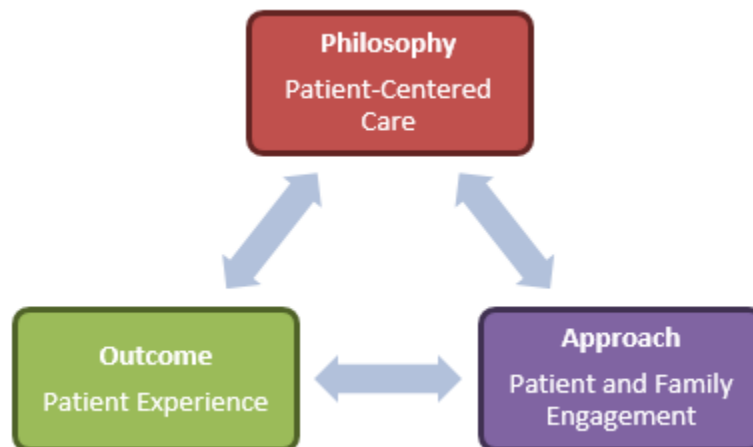 Philosophy
Patient-Centered
Care
Outcome
Patient Experience
Approach
Patient and Family
Engagement